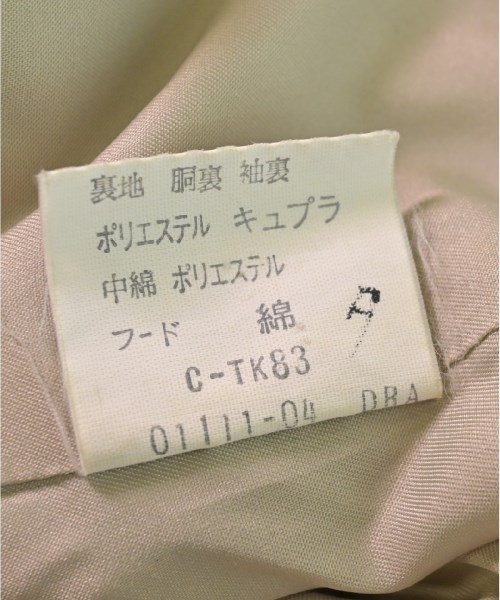 裏地 胴裏 袖裏
ポリエステル キュプラ
中綿 ポリエステル
フード 綿
C-TK83
01111-04 DRA